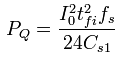 P_Q = \frac{I_0^2 t_{fi}^2 f_s}{24 C_{s1}}